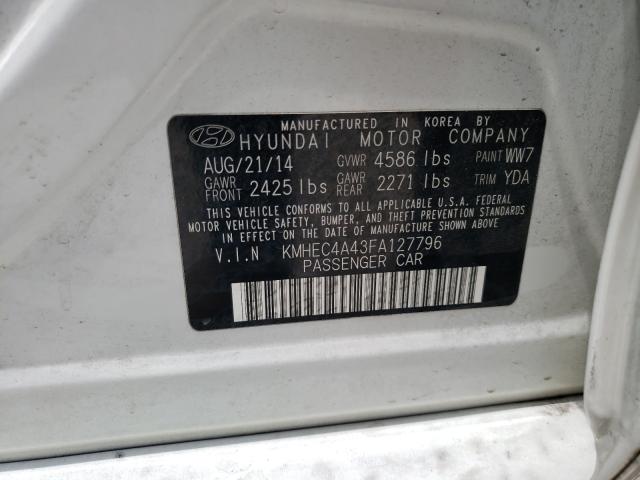 MANUFACTURED IN KOREA BY
HYUNDAI MOTOR COMPANY
AUG/21/14 GVWR 4586 lbs PAINT WW7
GAWR FRONT 2425 lbs GAWR REAR 2271 lbs TRIM YDA
THIS VEHICLE CONFORMS TO ALL APPLICABLE U.S.A. FEDERAL
MOTOR VEHICLE SAFETY, BUMPER, AND THEFT PREVENTION STANDARDS
IN EFFECT ON THE DATE OF MANUFACTURE SHOWN ABOVE
V.I.N KMHEC4A43FA127796
PASSENGER CAR